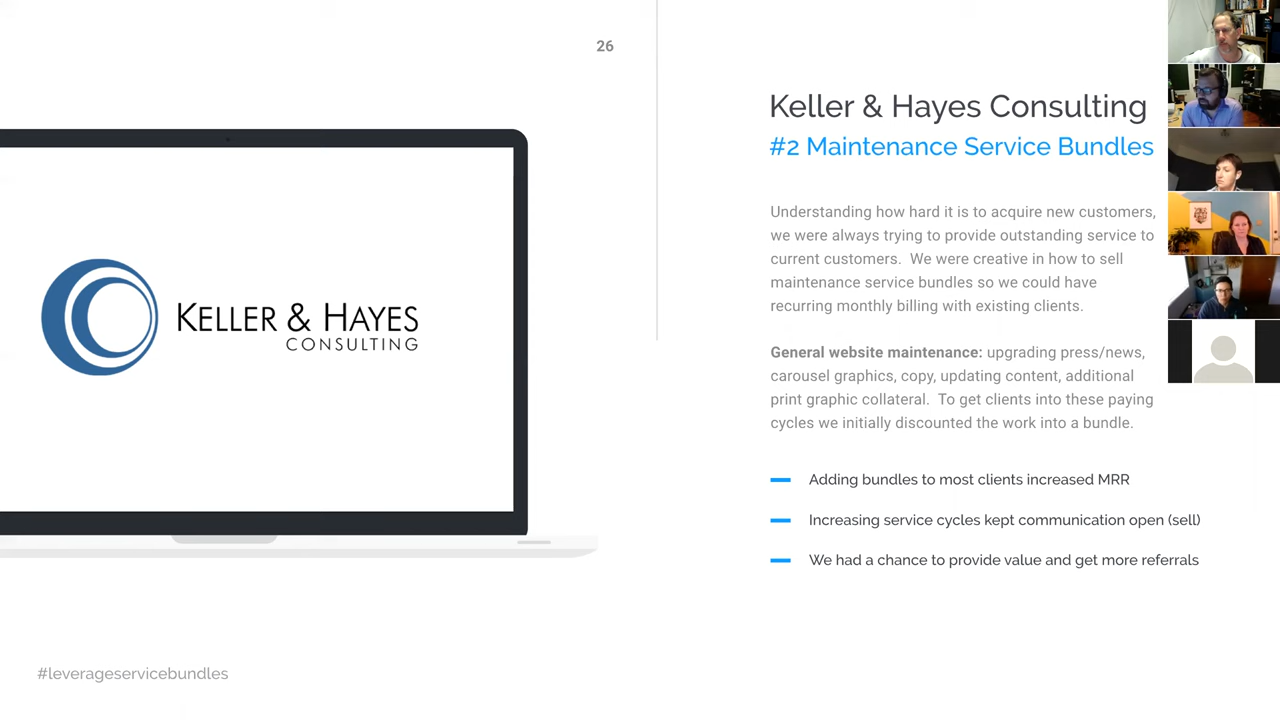 26
KELLER & HAYES
CONSULTING
Keller & Hayes Consulting
#2 Maintenance Service Bundles
Understanding how hard it is to acquire new customers,
we were always trying to provide outstanding service to
current customers.  We were creative in how to sell
maintenance service bundles so we could have
recurring monthly billing with existing clients.
General website maintenance: upgrading press/news,
carousel graphics, copy, updating content, additional
print graphic collateral.  To get clients into these paying
cycles we initially discounted the work into a bundle.
Adding bundles to most clients increased MRR
Increasing service cycles kept communication open (sell)
We had a chance to provide value and get more referrals
#leverageservicebundles